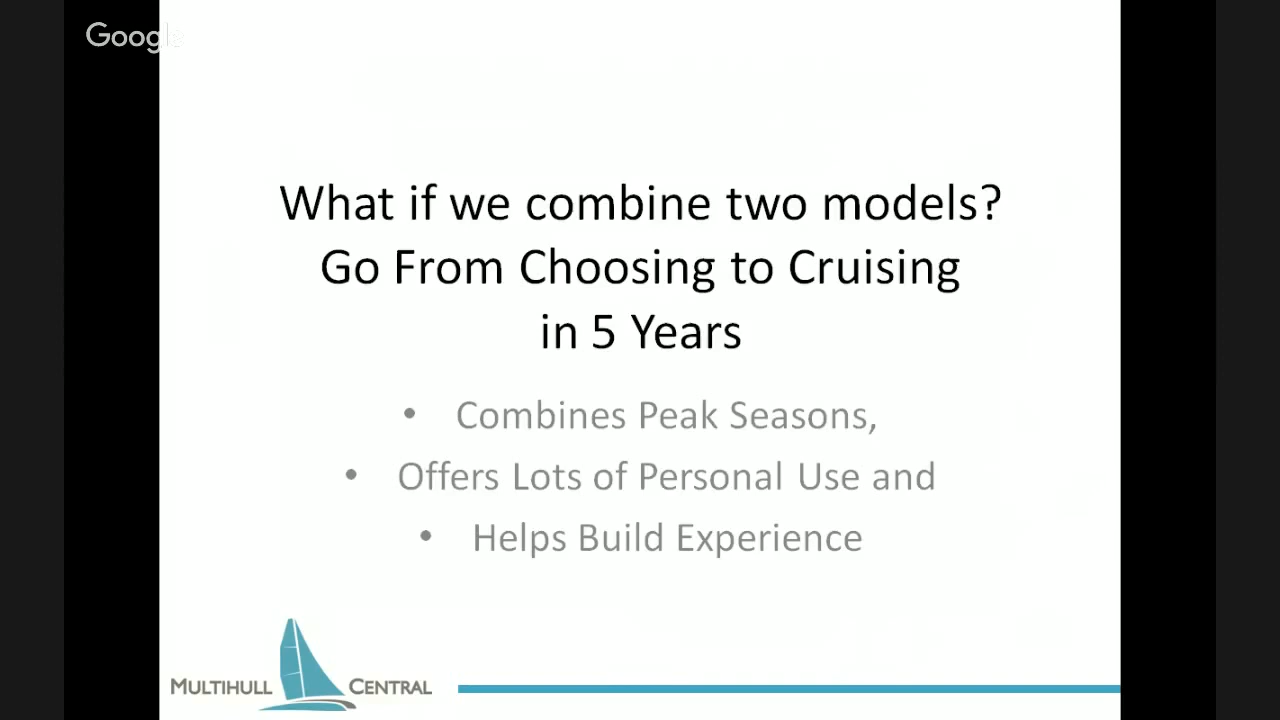 Google
What if we combine two models?
Go From Choosing to Cruising
in 5 Years
• Combines Peak Seasons,
• Offers Lots of Personal Use and
• Helps Build Experience
MULTIHULL CENTRAL